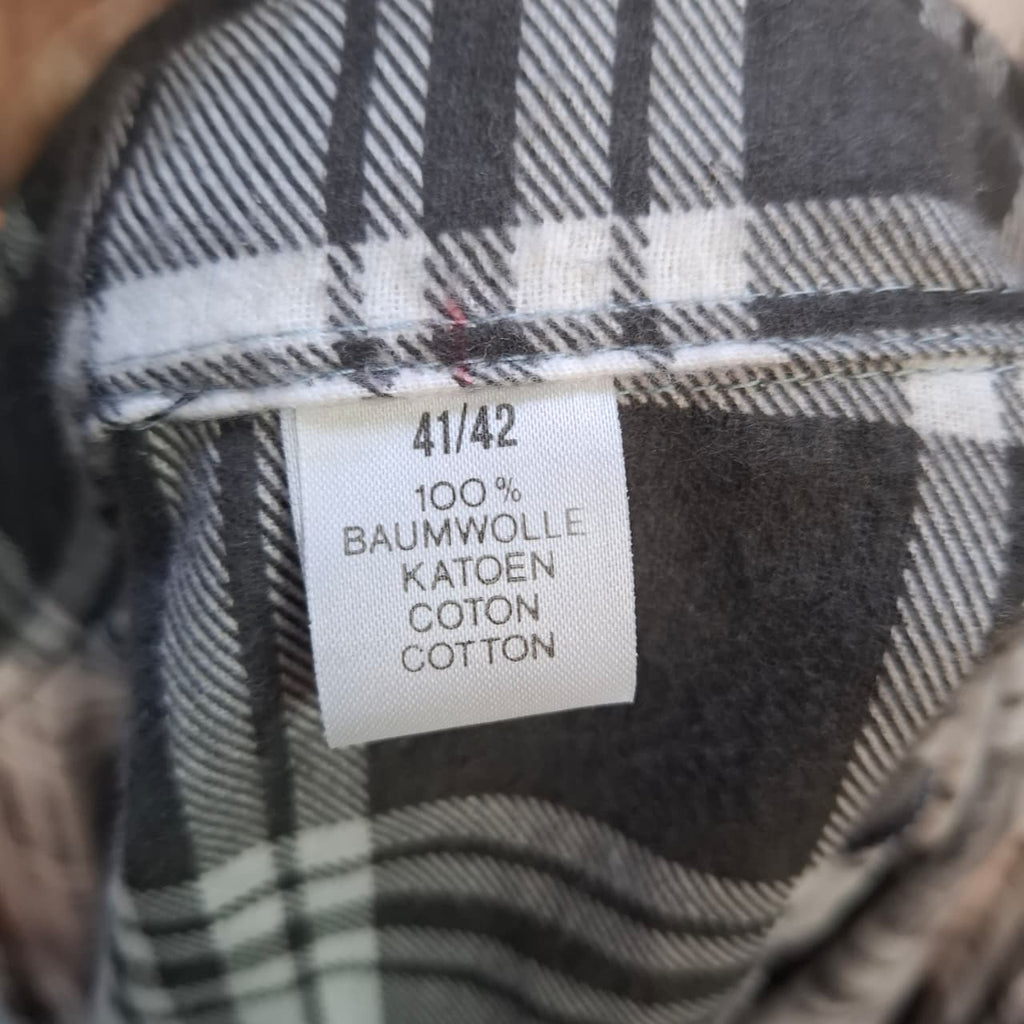 41/42
100%
BAUMWOLLE
KATOEN
COTON
COTTON